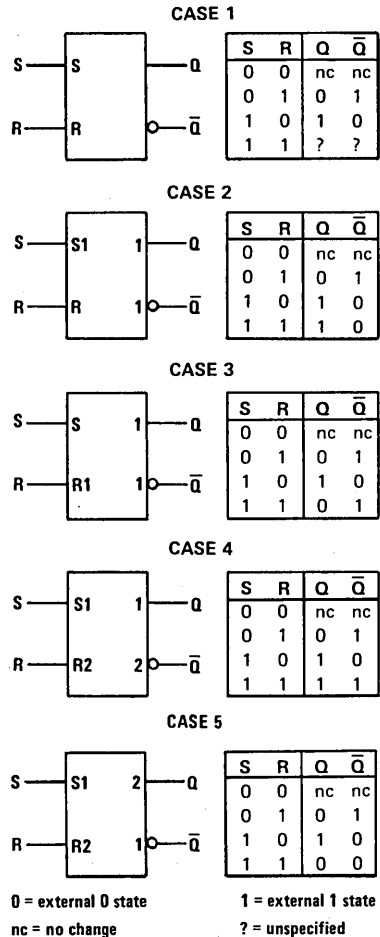 CASE 1
S S Q
R R Q̅
S R Q Q̅
0 0 nc nc
0 1 0 1
1 0 1 0
1 1 ? ?
CASE 2
S S1 1 Q
R R 1 Q̅
S R Q Q̅
0 0 nc nc
0 1 0 1
1 0 1 0
1 1 1 0
CASE 3
S S 1 Q
R R1 1 Q̅
S R Q Q̅
0 0 nc nc
0 1 0 1
1 0 1 0
1 1 0 1
CASE 4
S S1 1 Q
R R2 2 Q̅
S R Q Q̅
0 0 nc nc
0 1 0 1
1 0 1 0
1 1 1 1
CASE 5
S S1 2 Q
R R2 1 Q̅
S R Q Q̅
0 0 nc nc
0 1 0 1
1 0 1 0
1 1 0 0
0 = external 0 state 1 = external 1 state
nc = no change ? = unspecified